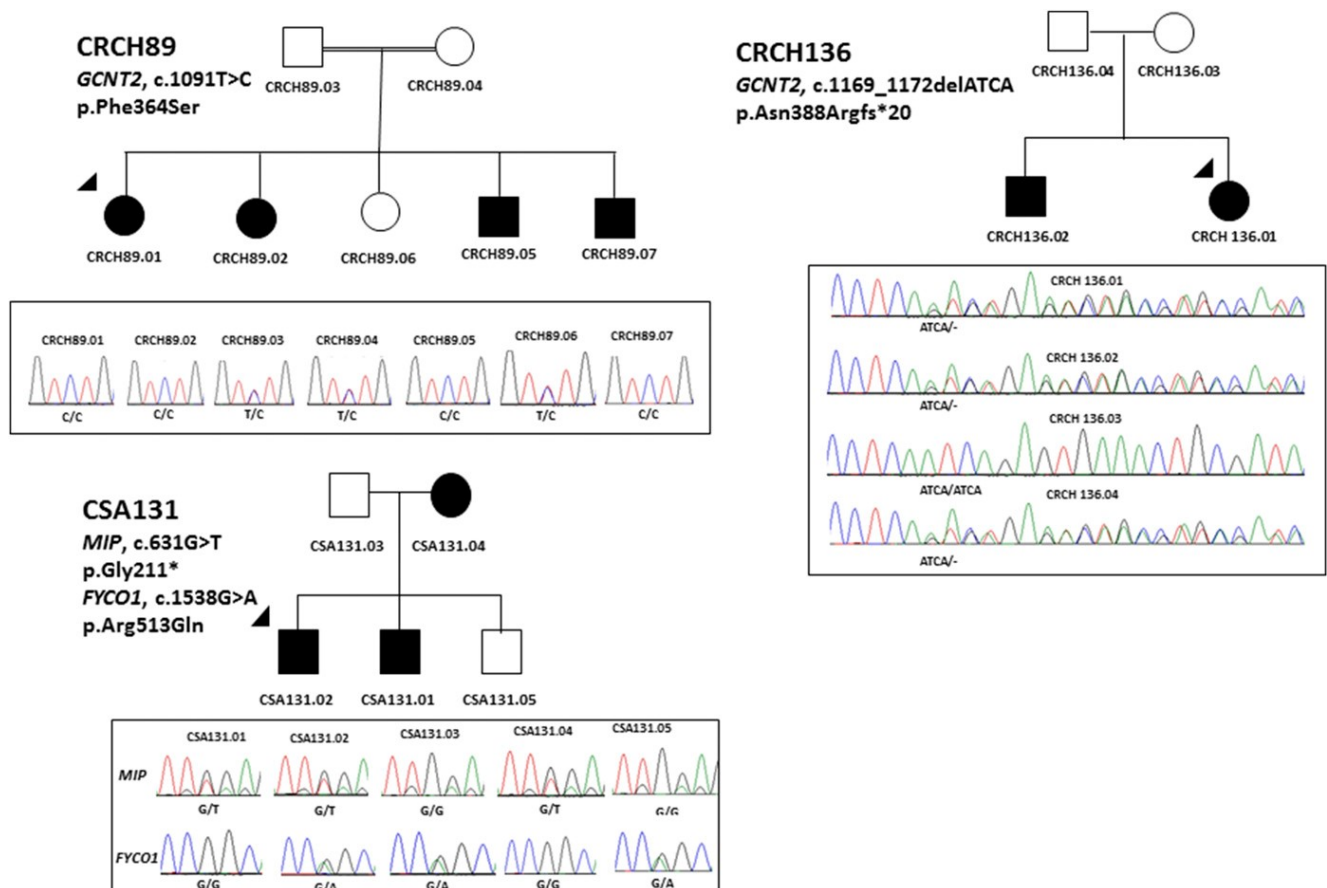 CRCH89
GCNT2, c.1091T>C
p.Phe364Ser
CRCH89.03
CRCH89.04
CRCH89.01
CRCH89.02
CRCH89.06
CRCH89.05
CRCH89.07
CRCH89.01 CRCH89.02 CRCH89.03 CRCH89.04 CRCH89.05 CRCH89.06 CRCH89.07
C/C C/C T/C T/C C/C T/C C/C
CRCH136
GCNT2, c.1169_1172delATCA
p.Asn388Argfs*20
CRCH136.04 CRCH136.03
CRCH136.02 CRCH 136.01
CRCH 136.01
ATCA/-
CRCH 136.02
ATCA/-
CRCH 136.03
ATCA/ATCA
CRCH 136.04
ATCA/-
CSA131
MIP, c.631G>T
p.Gly211*
FYCO1, c.1538G>A
p.Arg513Gln
CSA131.03 CSA131.04
CSA131.02 CSA131.01 CSA131.05
CSA131.01 CSA131.02 CSA131.03 CSA131.04 CSA131.05
MIP
G/T G/T G/G G/T G/G
FYCO1
G/G G/A G/A G/G G/A